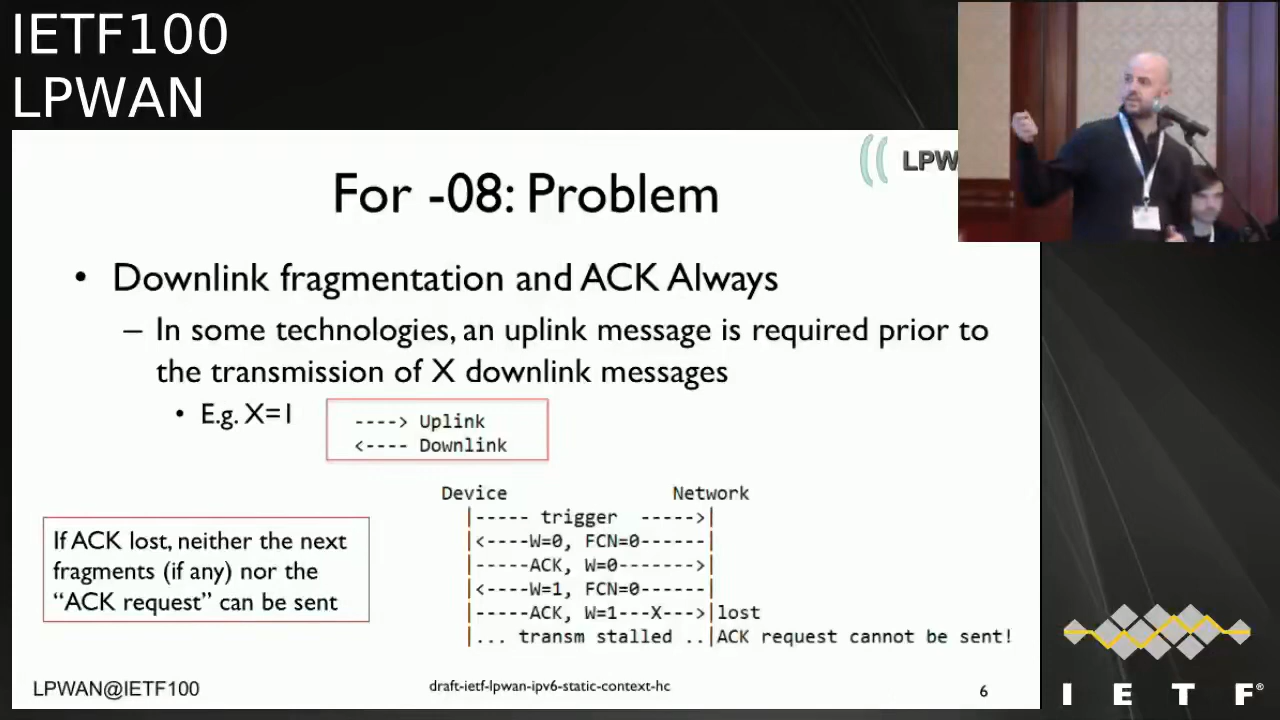 IETF100
LPWAN
LPW
For -08: Problem
• Downlink fragmentation and ACK Always
– In some technologies, an uplink message is required prior to
the transmission of X downlink messages
• E.g. X=1
----> Uplink
<---- Downlink
Device Network
|----- trigger ----->|
|<----W=0, FCN=0------|
|-----ACK, W=0------->|
|<----W=1, FCN=0------|
|-----ACK, W=1---X--->|lost
|... transm stalled ..|ACK request cannot be sent!
If ACK lost, neither the next
fragments (if any) nor the
“ACK request” can be sent
LPWAN@IETF100
draft-ietf-lpwan-ipv6-static-context-hc
6
I E T F®